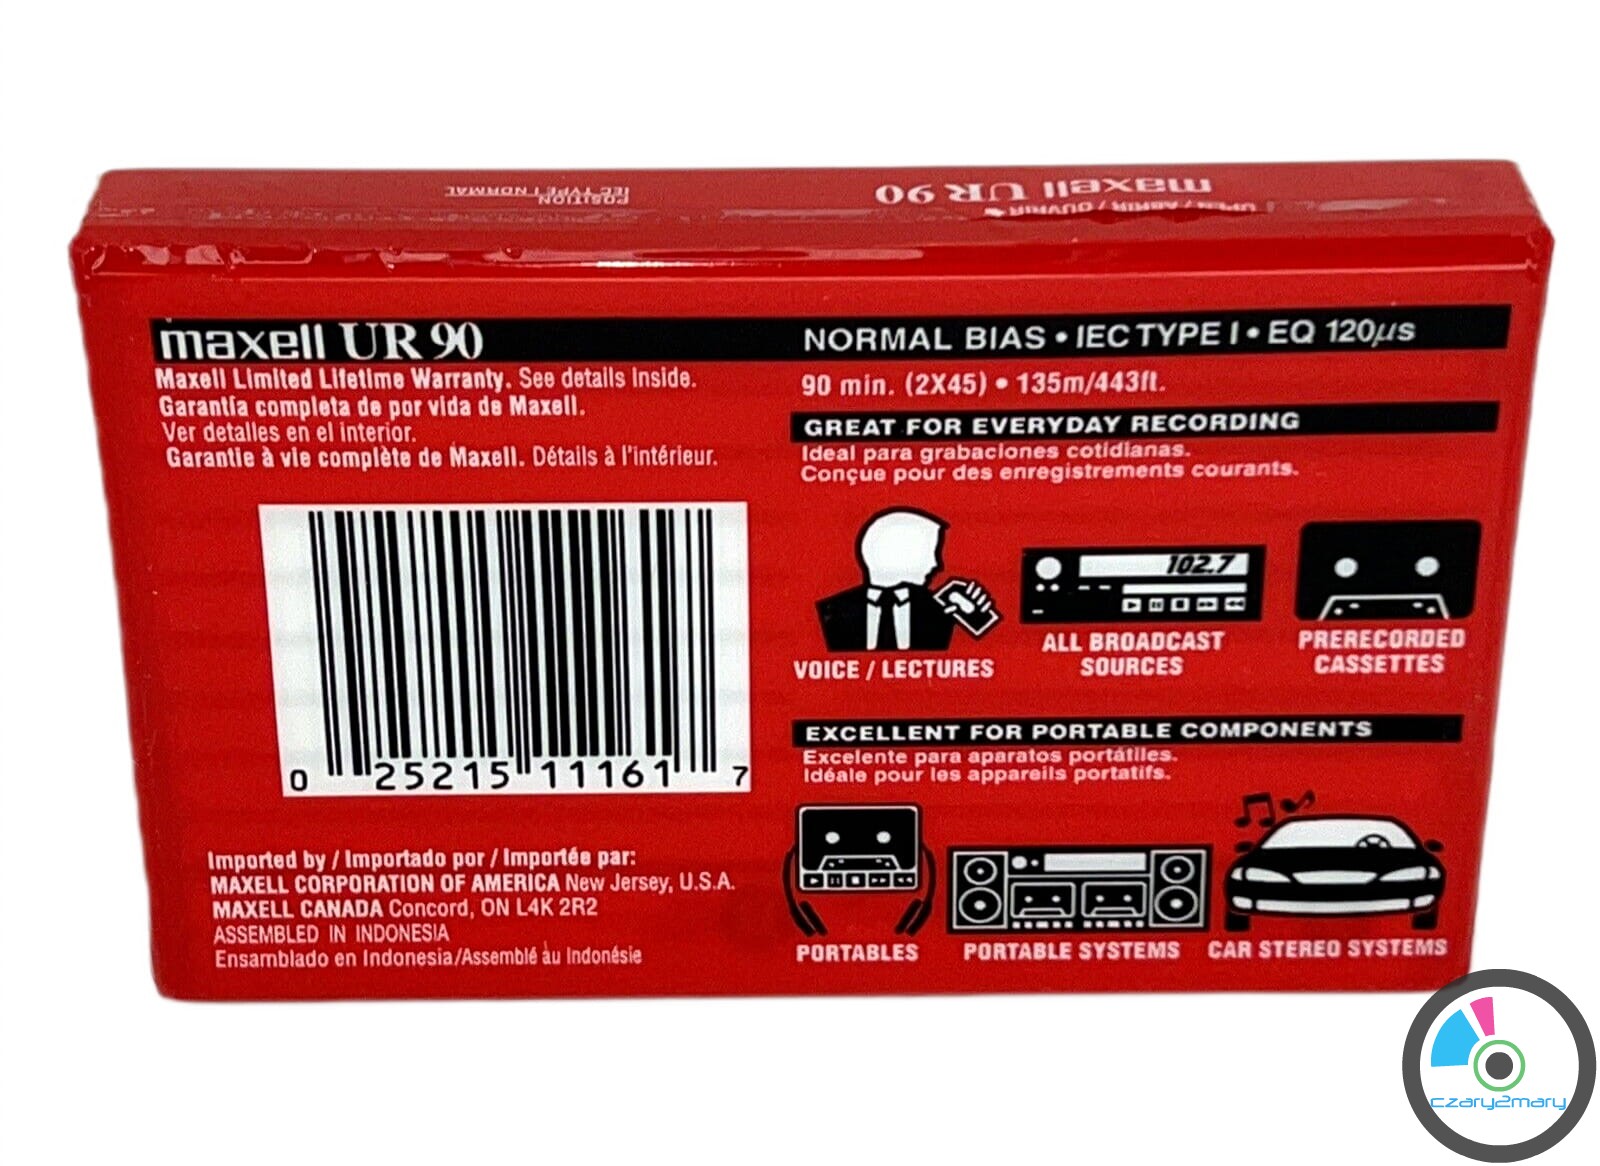 POSITION
IEC TYPE I NORMAL
maxell UR 90
OPEN / ABRIR / OUVRIR
maxell UR 90
Maxell Limited Lifetime Warranty. See details inside.
Garantía completa de por vida de Maxell.
Ver detalles en el interior.
Garantie à vie complète de Maxell. Détails à l'intérieur.
0 25215 11161 7
Imported by / Importado por / Importée par:
MAXELL CORPORATION OF AMERICA New Jersey, U.S.A.
MAXELL CANADA Concord, ON L4K 2R2
ASSEMBLED IN INDONESIA
Ensamblado en Indonesia/Assemblé au Indonésie
NORMAL BIAS • IEC TYPE I • EQ 120µs
90 min. (2X45) • 135m/443ft.
GREAT FOR EVERYDAY RECORDING
Ideal para grabaciones cotidianas.
Conçue pour des enregistrements courants.
102.7
VOICE / LECTURES
ALL BROADCAST
SOURCES
PRERECORDED
CASSETTES
EXCELLENT FOR PORTABLE COMPONENTS
Excelente para aparatos portátiles.
Idéale pour les appareils portatifs.
PORTABLES
PORTABLE SYSTEMS
CAR STEREO SYSTEMS
czary2mary